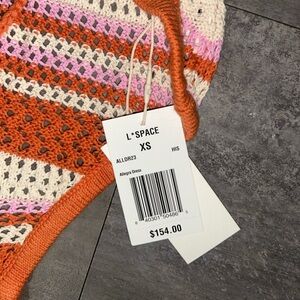 L*SPACE
XS
ALLDR23 HIS
Allegra Dress
$154.00